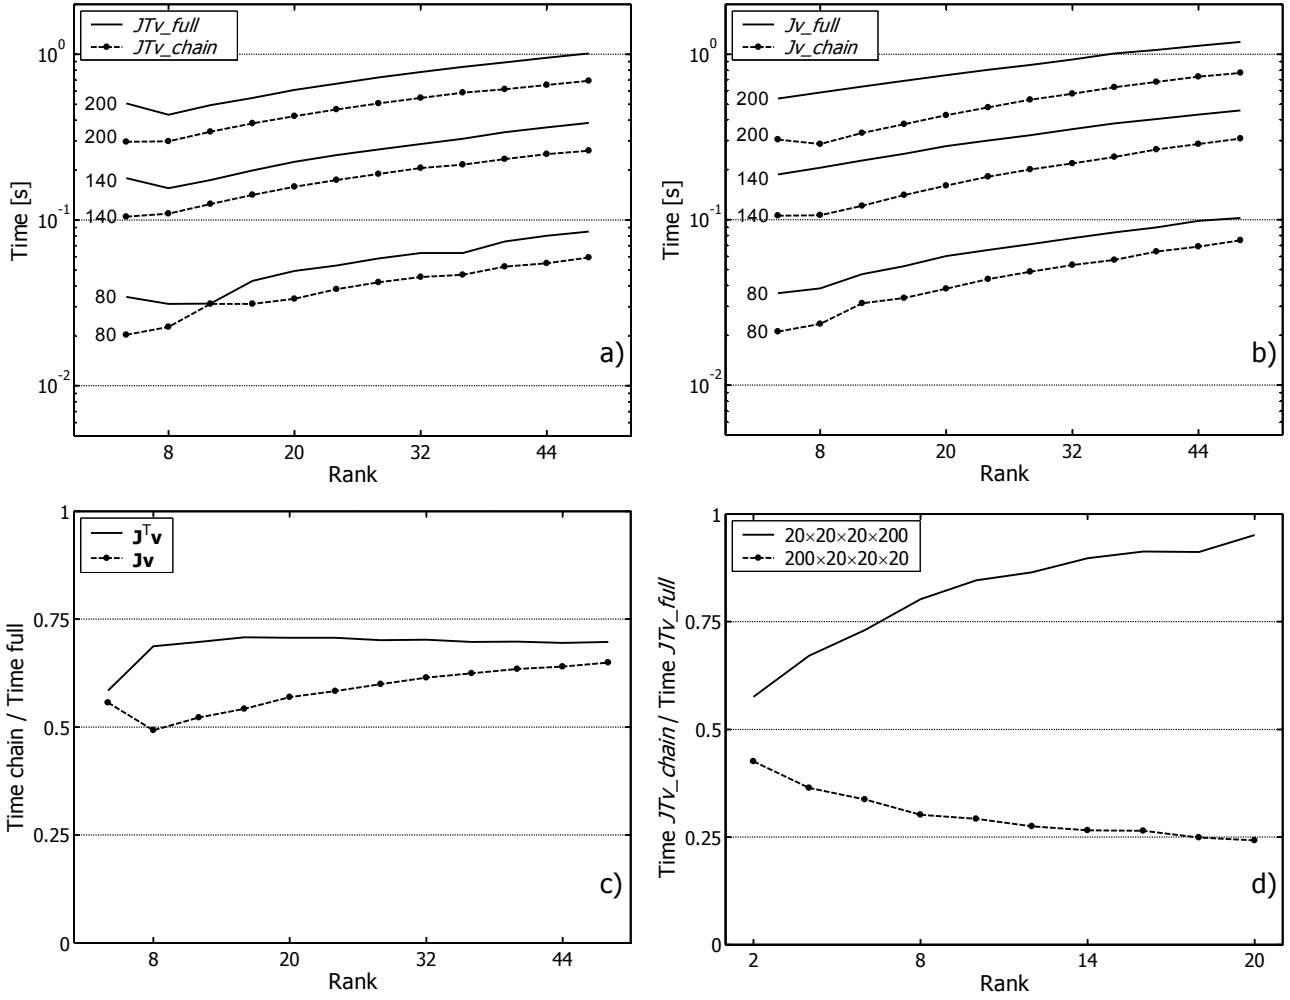 JTv_full
JTv_chain
10^0
10^-1
10^-2
Time [s]
200
200
140
140
80
80
a)
8
20
32
44
Rank
Jv_full
Jv_chain
10^0
10^-1
10^-2
Time [s]
200
200
140
140
80
80
b)
8
20
32
44
Rank
J^T v
Jv
1
0.75
0.5
0.25
0
Time chain / Time full
c)
8
20
32
44
Rank
20×20×20×200
200×20×20×20
1
0.75
0.5
0.25
0
Time JTv_chain / Time JTv_full
d)
2
8
14
20
Rank